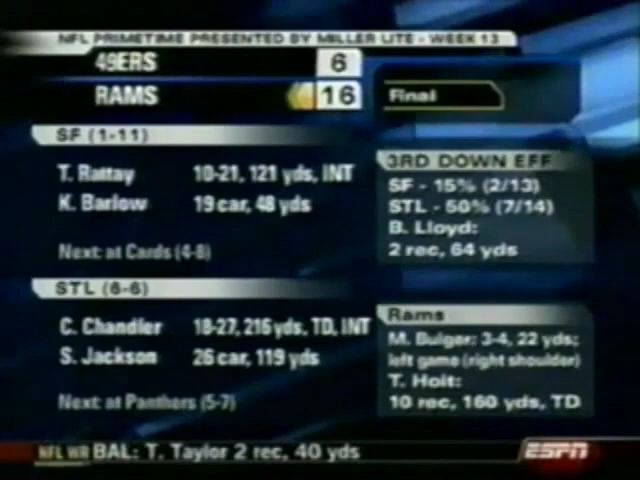 NFL PRIMETIME PRESENTED BY MILLER LITE - WEEK 13
49ERS 6
RAMS 16
Final
SF (1-11)
T. Rattay 10-21, 121 yds, INT
K. Barlow 19 car, 48 yds
Next: at Cards (4-8)
3RD DOWN EFF
SF - 15% (2/13)
STL - 50% (7/14)
B. Lloyd:
2 rec, 64 yds
STL (6-6)
C. Chandler 18-27, 216 yds, TD, INT
S. Jackson 26 car, 119 yds
Next: at Panthers (5-7)
Rams
M. Bulger: 3-4, 22 yds;
left game (right shoulder)
T. Holt:
10 rec, 160 yds, TD
NFL WR BAL: T. Taylor 2 rec, 40 yds
ESPN